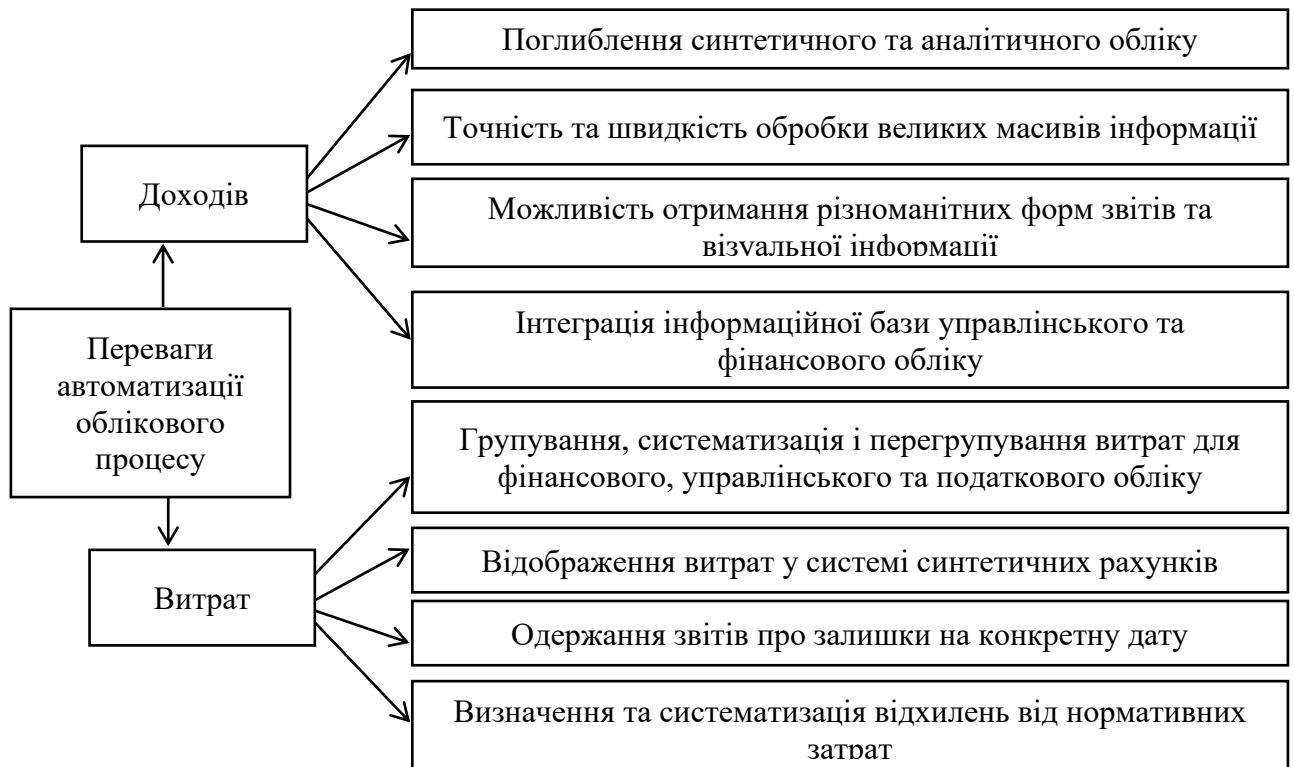 Поглиблення синтетичного та аналітичного обліку
Точність та швидкість обробки великих масивів інформації
Доходів
Можливість отримання різноманітних форм звітів та
візуальної інформації
Інтеграція інформаційної бази управлінського та
фінансового обліку
Переваги
автоматизації
облікового
процесу
Групування, систематизація і перегрупування витрат для
фінансового, управлінського та податкового обліку
Відображення витрат у системі синтетичних рахунків
Витрат
Одержання звітів про залишки на конкретну дату
Визначення та систематизація відхилень від нормативних
затрат